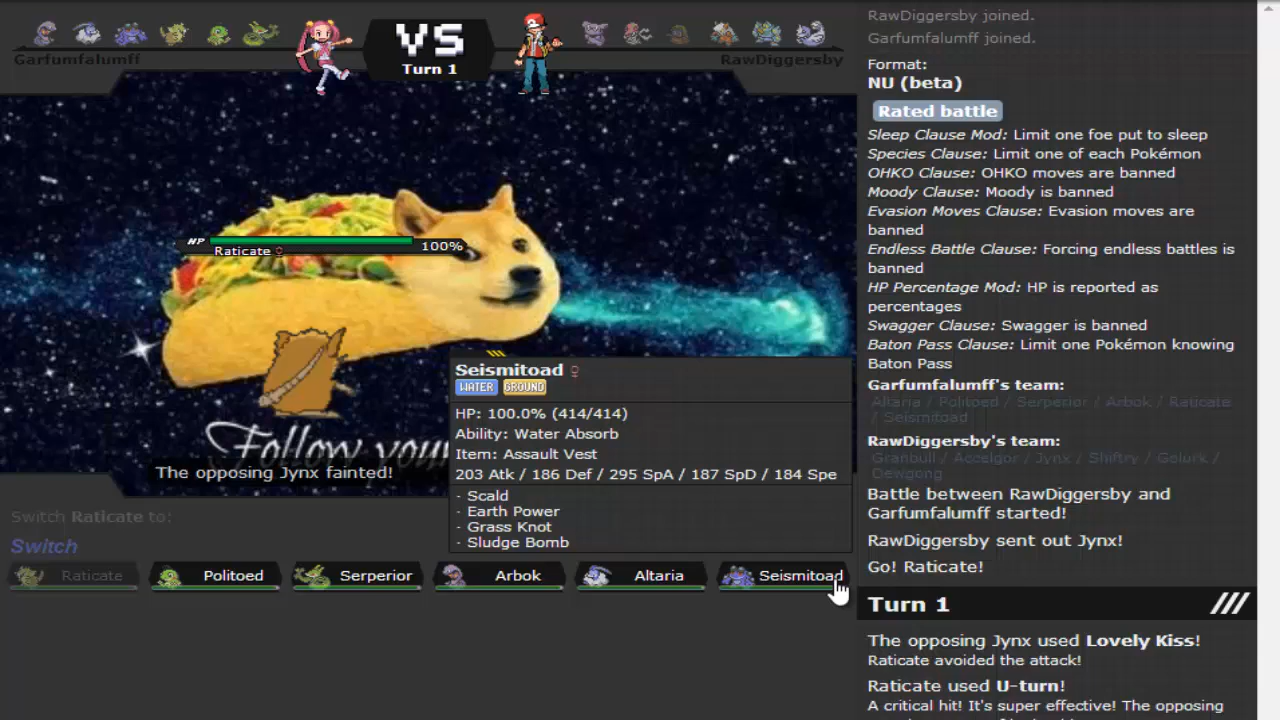 Garfumfalumff
VS
Turn 1
RawDiggersby
HP
100%
Raticate ♀
Follow your
The opposing Jynx fainted!
Seismitoad ♀
WATER GROUND
HP: 100.0% (414/414)
Ability: Water Absorb
Item: Assault Vest
203 Atk / 186 Def / 295 SpA / 187 SpD / 184 Spe
- Scald
- Earth Power
- Grass Knot
- Sludge Bomb
Switch Raticate to:
Switch
Raticate
Politoed
Serperior
Arbok
Altaria
Seismitoad
RawDiggersby joined.
Garfumfalumff joined.
Format:
NU (beta)
Rated battle
Sleep Clause Mod: Limit one foe put to sleep
Species Clause: Limit one of each Pokémon
OHKO Clause: OHKO moves are banned
Moody Clause: Moody is banned
Evasion Moves Clause: Evasion moves are
banned
Endless Battle Clause: Forcing endless battles is
banned
HP Percentage Mod: HP is reported as
percentages
Swagger Clause: Swagger is banned
Baton Pass Clause: Limit one Pokémon knowing
Baton Pass
Garfumfalumff's team:
Altaria / Politoed / Serperior / Arbok / Raticate
/ Seismitoad
RawDiggersby's team:
Granbull / Accelgor / Jynx / Shiftry / Golurk /
Dewgong
Battle between RawDiggersby and
Garfumfalumff started!
RawDiggersby sent out Jynx!
Go! Raticate!
Turn 1
The opposing Jynx used Lovely Kiss!
Raticate avoided the attack!
Raticate used U-turn!
A critical hit! It's super effective! The opposing